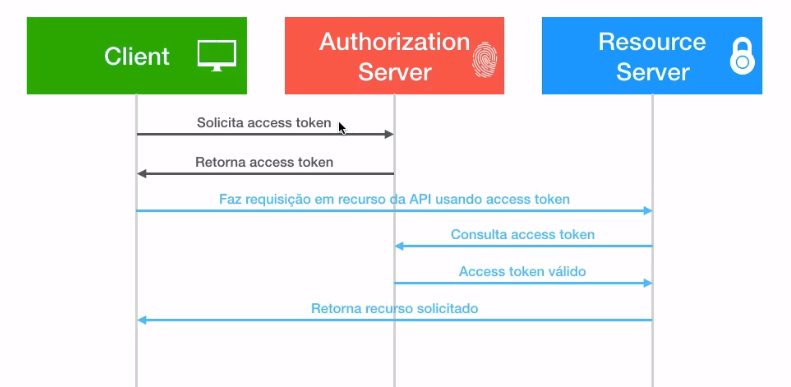 Client
Authorization
Server
Resource
Server
Solicita access token
Retorna access token
Faz requisição em recurso da API usando access token
Consulta access token
Access token válido
Retorna recurso solicitado